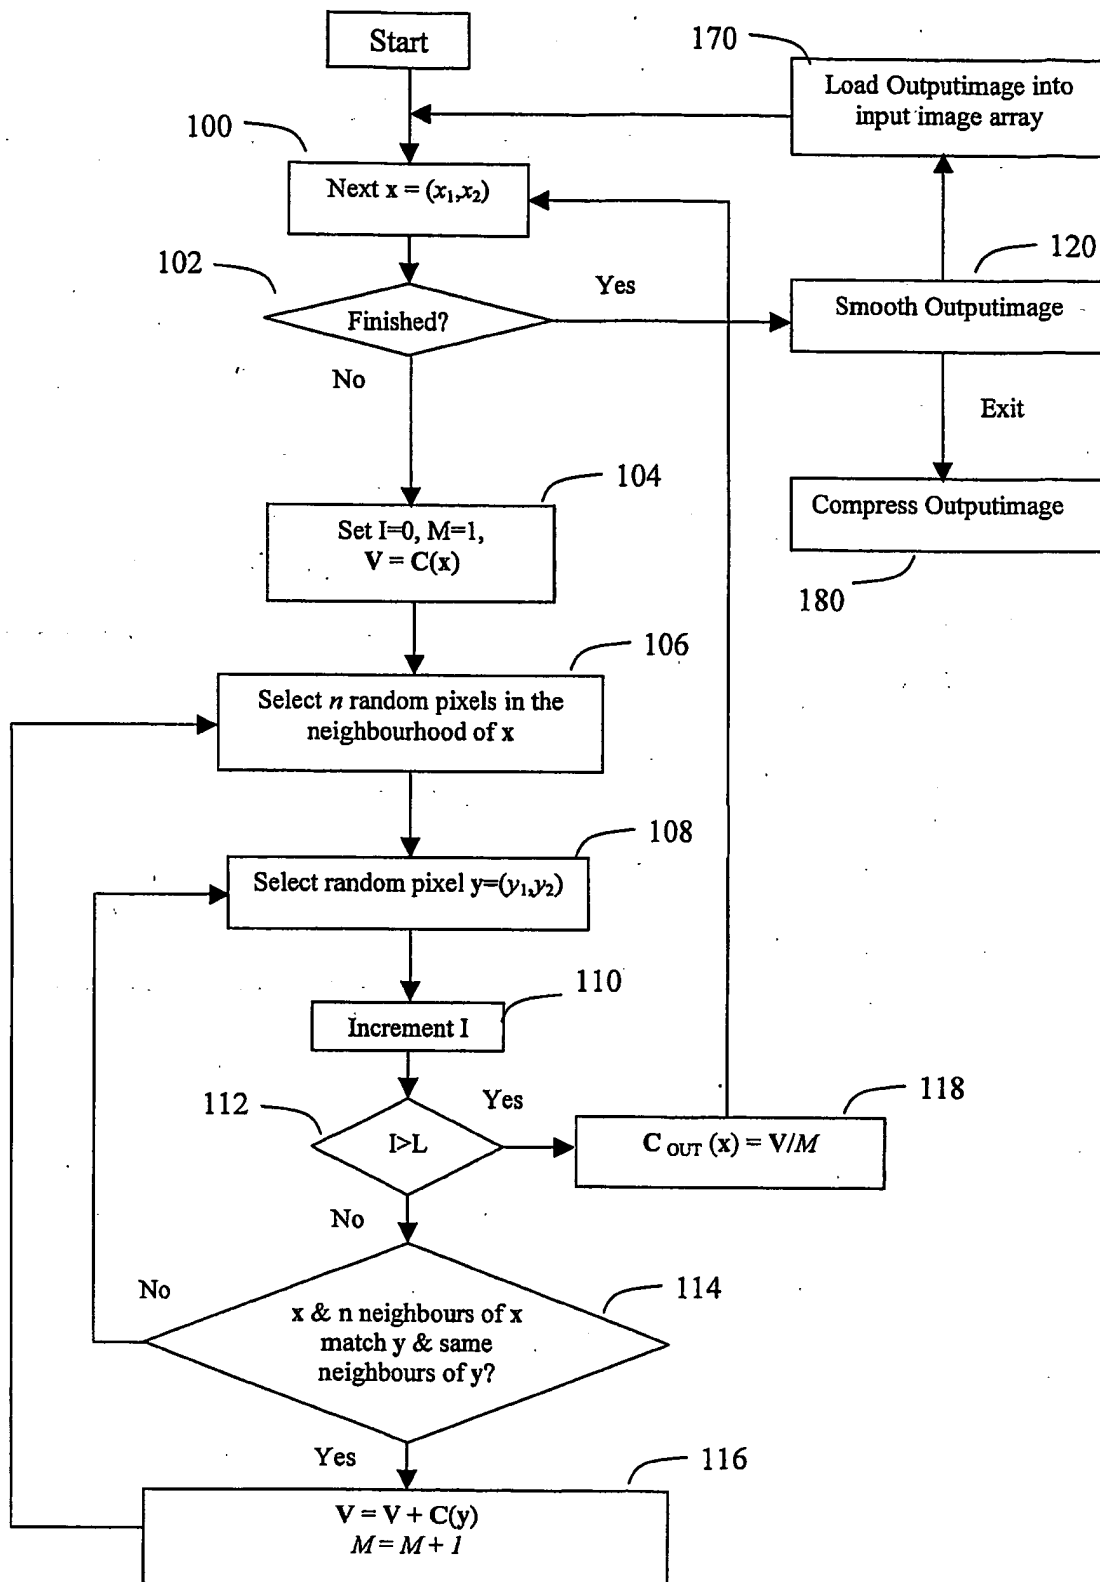 Start
170
Load Outputimage into
input image array
100
Next x = (x₁,x₂)
102
Finished?
Yes
120
Smooth Outputimage
No
Exit
104
Set I=0, M=1,
V = C(x)
Compress Outputimage
180
106
Select n random pixels in the
neighbourhood of x
108
Select random pixel y=(y₁,y₂)
110
Increment I
112
I>L
Yes
118
C OUT (x) = V/M
No
No
114
x & n neighbours of x
match y & same
neighbours of y?
Yes
116
V = V + C(y)
M = M + 1